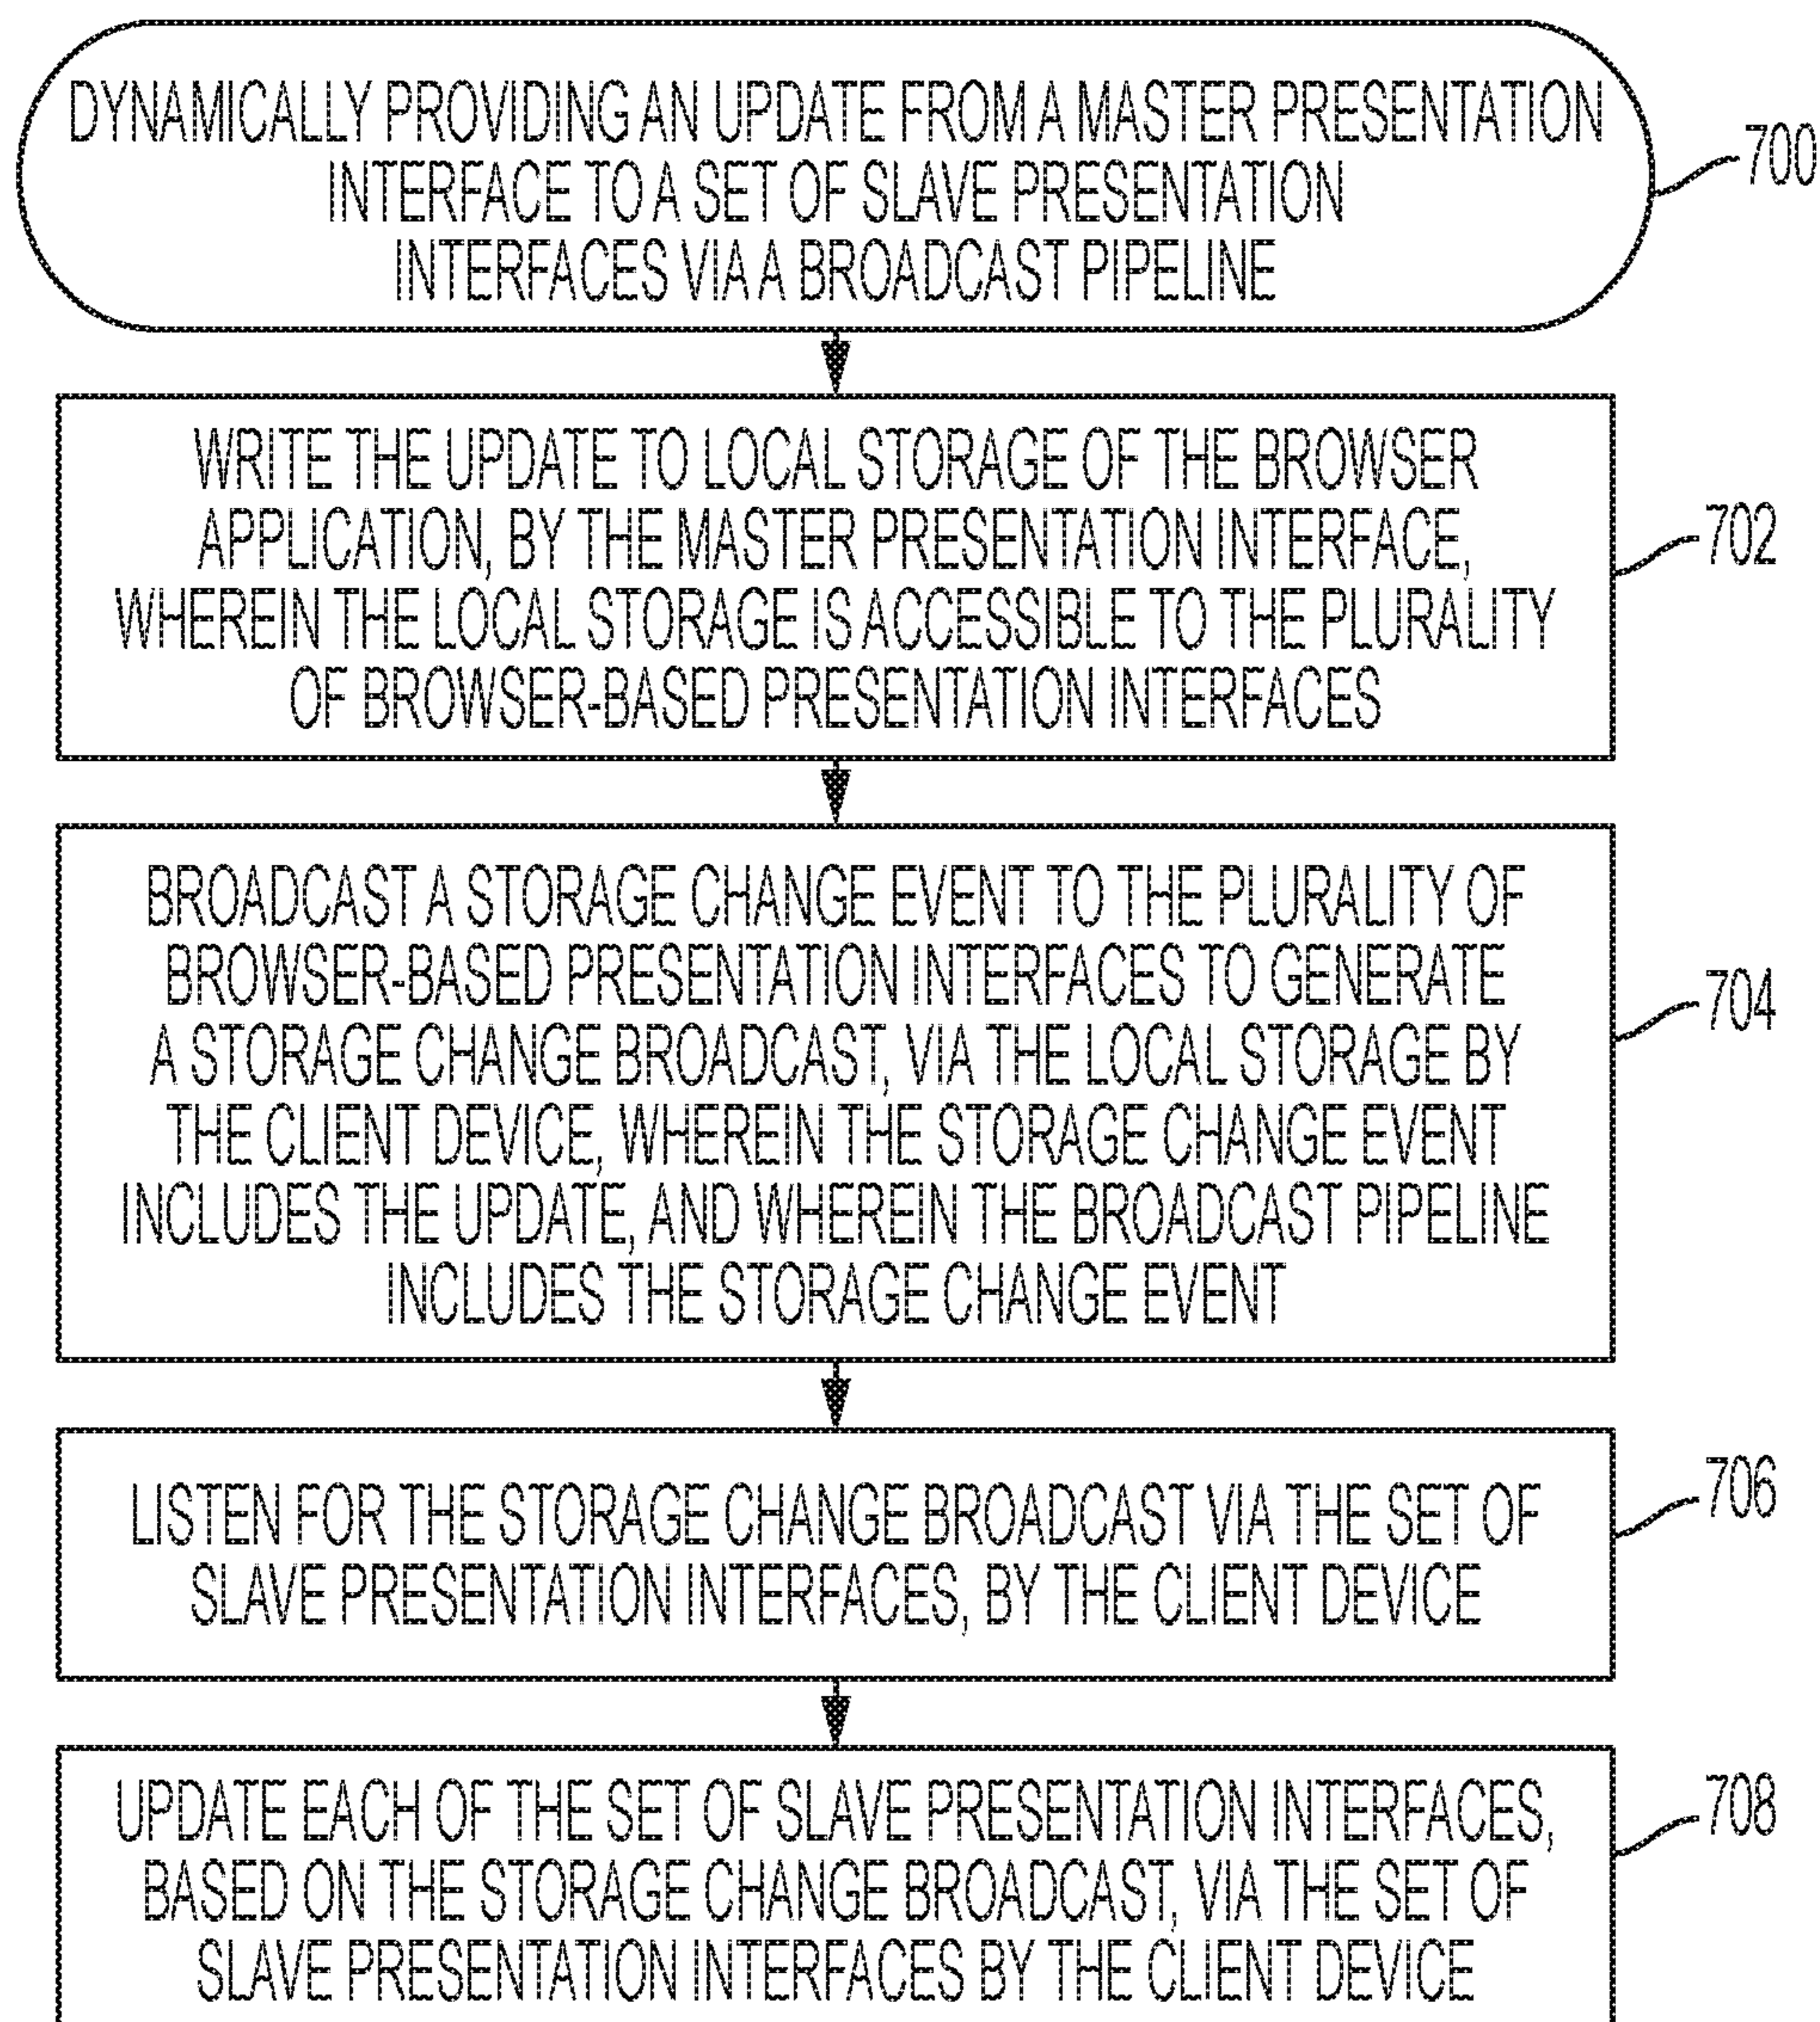 DYNAMICALLY PROVIDING AN UPDATE FROM A MASTER PRESENTATION
INTERFACE TO A SET OF SLAVE PRESENTATION
INTERFACES VIA A BROADCAST PIPELINE
700
WRITE THE UPDATE TO LOCAL STORAGE OF THE BROWSER
APPLICATION, BY THE MASTER PRESENTATION INTERFACE,
WHEREIN THE LOCAL STORAGE IS ACCESSIBLE TO THE PLURALITY
OF BROWSER-BASED PRESENTATION INTERFACES
702
BROADCAST A STORAGE CHANGE EVENT TO THE PLURALITY OF
BROWSER-BASED PRESENTATION INTERFACES TO GENERATE
A STORAGE CHANGE BROADCAST, VIA THE LOCAL STORAGE BY
THE CLIENT DEVICE, WHEREIN THE STORAGE CHANGE EVENT
INCLUDES THE UPDATE, AND WHEREIN THE BROADCAST PIPELINE
INCLUDES THE STORAGE CHANGE EVENT
704
LISTEN FOR THE STORAGE CHANGE BROADCAST VIA THE SET OF
SLAVE PRESENTATION INTERFACES, BY THE CLIENT DEVICE
706
UPDATE EACH OF THE SET OF SLAVE PRESENTATION INTERFACES,
BASED ON THE STORAGE CHANGE BROADCAST, VIA THE SET OF
SLAVE PRESENTATION INTERFACES BY THE CLIENT DEVICE
708